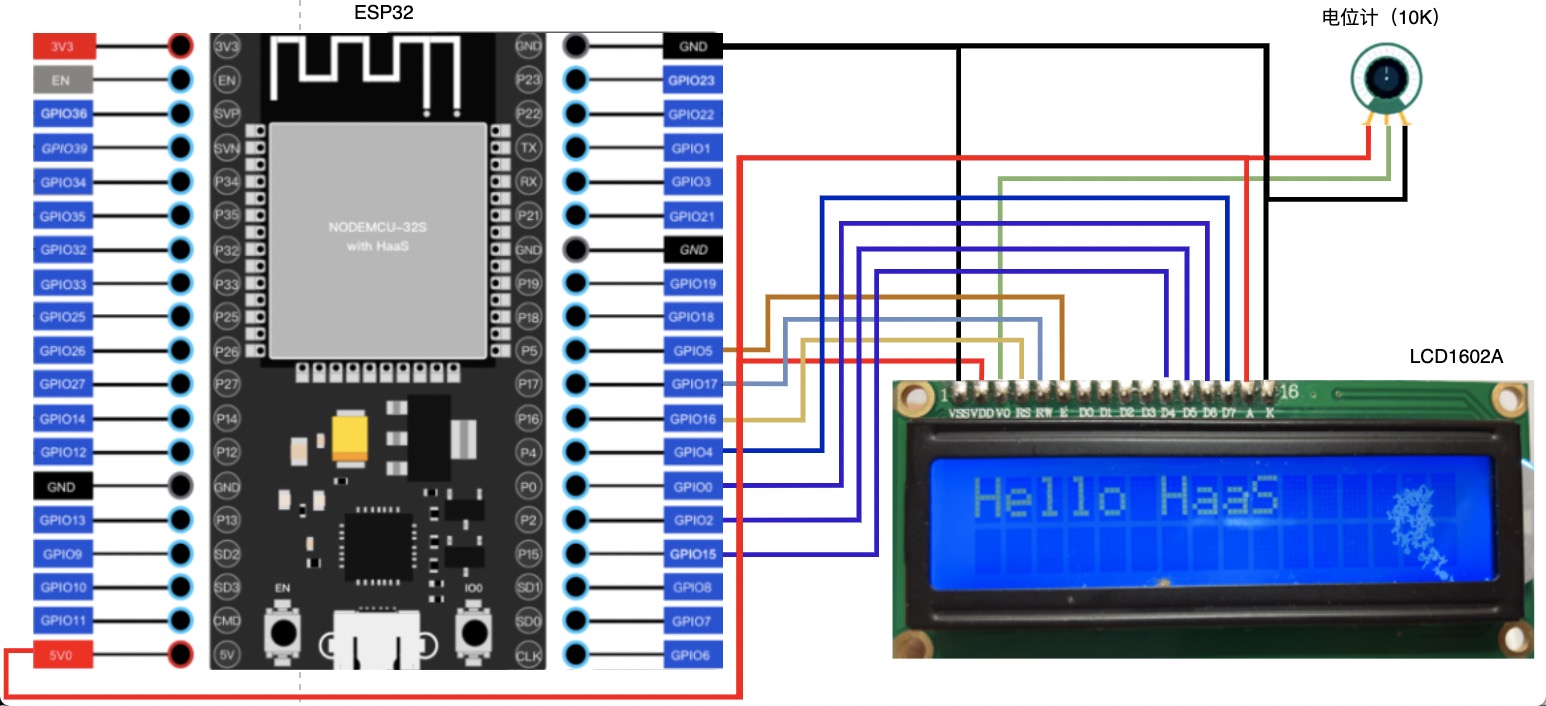 ESP32
电位计（10K）
3V3
EN
GPIO36
GPIO39
GPIO34
GPIO35
GPIO32
GPIO33
GPIO25
GPIO26
GPIO27
GPIO14
GPIO12
GND
GPIO13
GPIO9
GPIO10
GPIO11
5V0
3V3
EN
SVP
SVN
P34
P35
P32
P33
P25
P26
P27
P14
P12
GND
P13
SD2
SD3
CMD
5V
NODEMCU-32S
with HaaS
EN
IO0
GND
P23
P22
TX
RX
P21
GND
P19
P18
P5
P17
P16
P4
P0
P2
P15
SD1
SD0
CLK
GND
GPIO23
GPIO22
GPIO1
GPIO3
GPIO21
GND
GPIO19
GPIO18
GPIO5
GPIO17
GPIO16
GPIO4
GPIO0
GPIO2
GPIO15
GPIO8
GPIO7
GPIO6
LCD1602A
1 16
VSS VDD V0 RS RW E D0 D1 D2 D3 D4 D5 D6 D7 A K
Hello HaaS